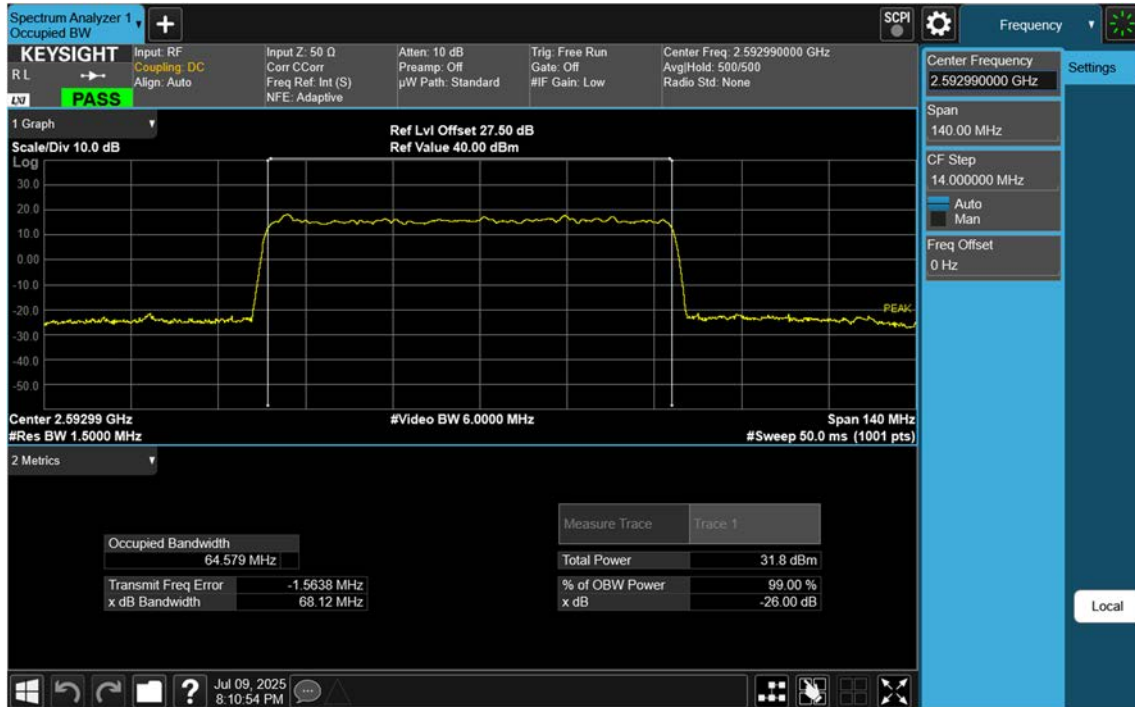 Spectrum Analyzer 1
Occupied BW
SCPI
Frequency
KEYSIGHT
R L
LXI
PASS
Input: RF
Coupling: DC
Align: Auto
Input Z: 50 Ω
Corr CCorr
Freq Ref: Int (S)
NFE: Adaptive
Atten: 10 dB
Preamp: Off
µW Path: Standard
Trig: Free Run
Gate: Off
#IF Gain: Low
Center Freq: 2.592990000 GHz
Avg|Hold: 500/500
Radio Std: None
Center Frequency
2.592990000 GHz
Settings
Span
140.00 MHz
CF Step
14.000000 MHz
Auto
Man
Freq Offset
0 Hz
Local
1 Graph
Scale/Div 10.0 dB
Ref Lvl Offset 27.50 dB
Ref Value 40.00 dBm
Log
30.0
20.0
10.0
0.00
-10.0
-20.0
-30.0
-40.0
-50.0
PEAK
Center 2.59299 GHz
#Video BW 6.0000 MHz
Span 140 MHz
#Res BW 1.5000 MHz
#Sweep 50.0 ms (1001 pts)
2 Metrics
Measure Trace Trace 1
Occupied Bandwidth
64.579 MHz
Total Power 31.8 dBm
Transmit Freq Error -1.5638 MHz
% of OBW Power 99.00 %
x dB Bandwidth 68.12 MHz
x dB -26.00 dB
?
Jul 09, 2025
8:10:54 PM